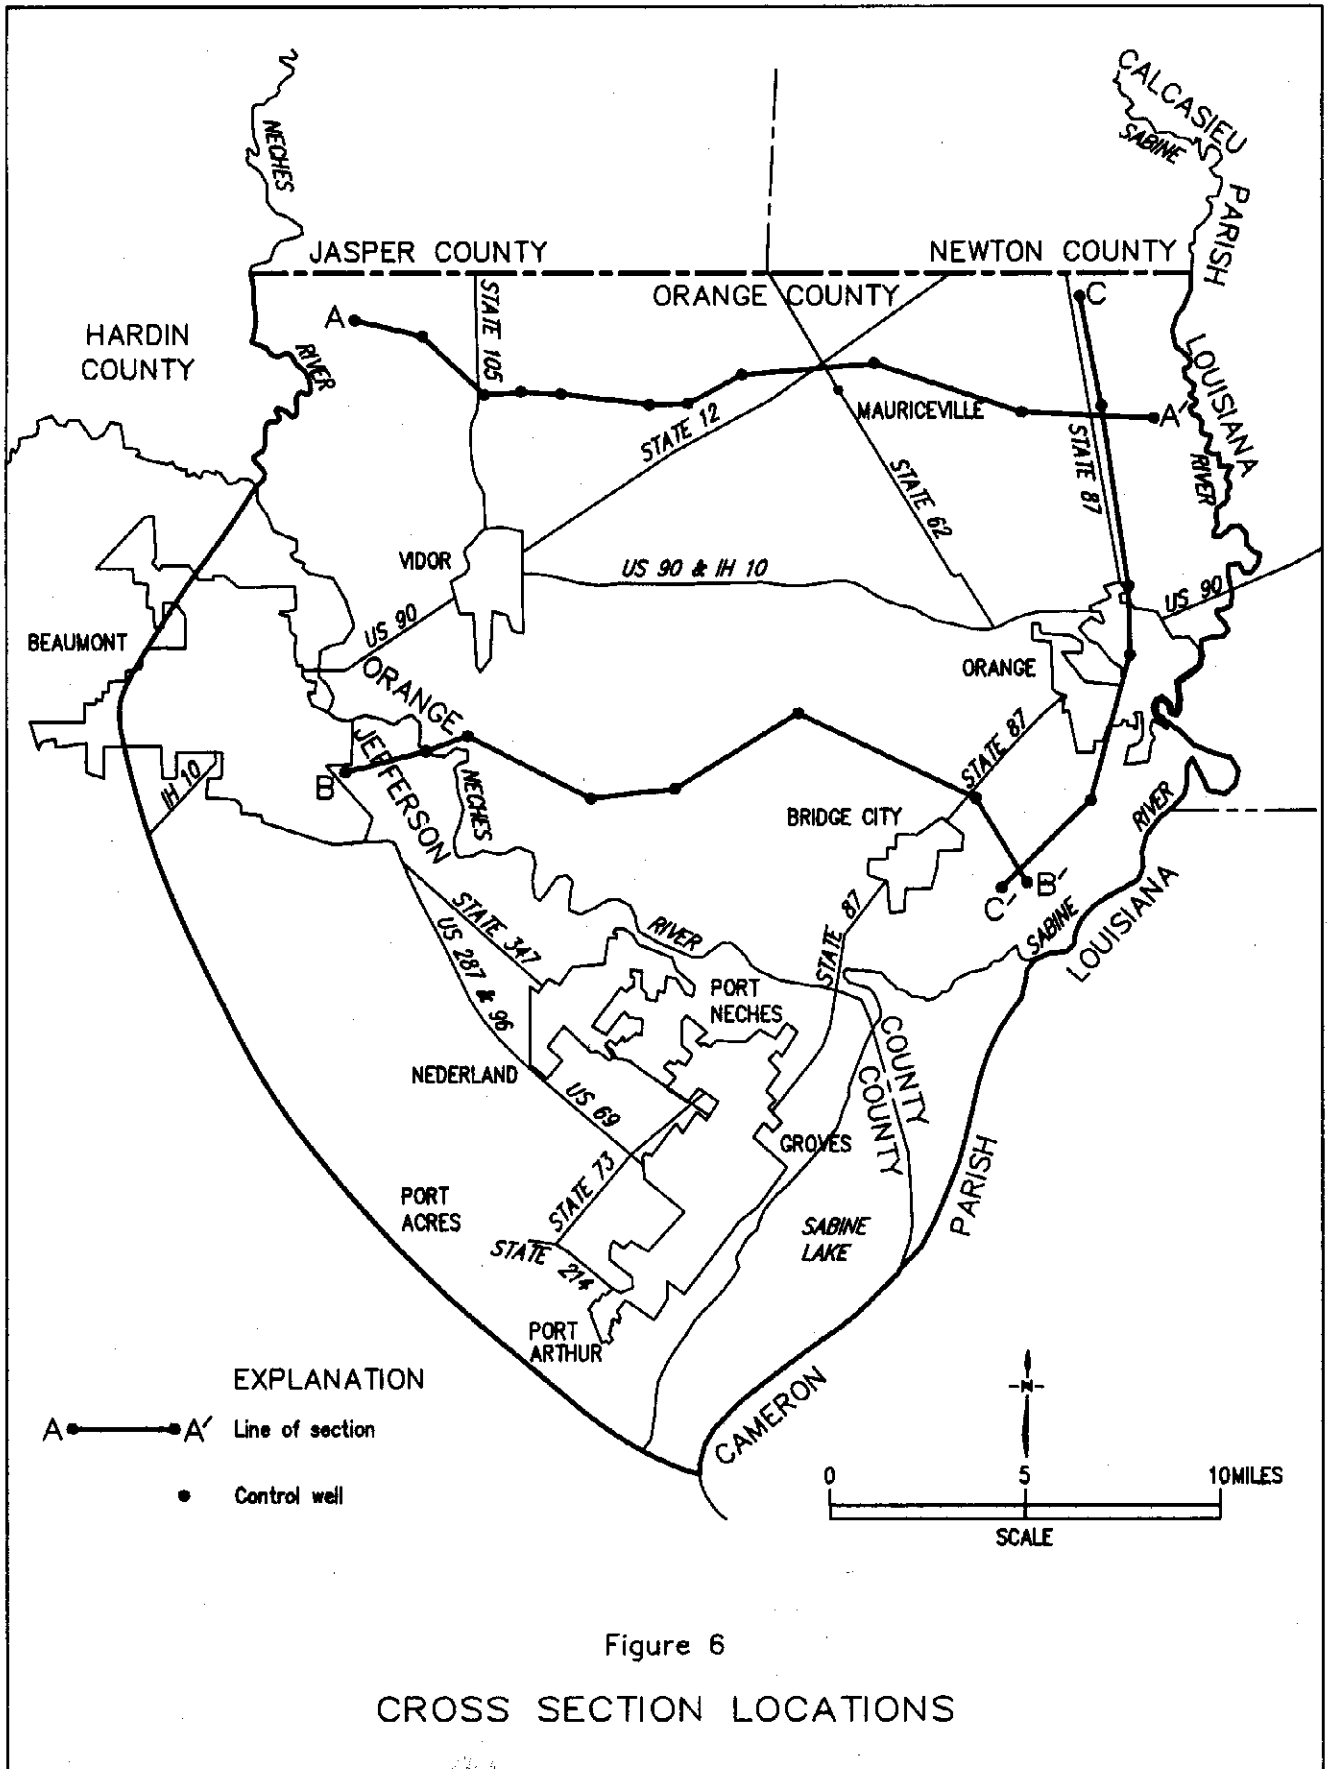 CALCASIEU
SABINE
NECHES
PARISH
JASPER COUNTY
NEWTON COUNTY
ORANGE COUNTY
C
A
HARDIN
COUNTY
STATE 105
RIVER
LOUISIANA
MAURICEVILLE
A′
STATE 12
STATE 87
RIVER
STATE 62
VIDOR
US 90 & IH 10
US 90
US 90
BEAUMONT
ORANGE
ORANGE
JEFFERSON
STATE 87
IH 10
B
NECHES
BRIDGE CITY
RIVER
B′
C′
STATE 347
US 287 & 96
RIVER
STATE 87
SABINE
LOUISIANA
PORT
NECHES
COUNTY
COUNTY
NEDERLAND
US 69
GROVES
STATE 73
PARISH
PORT
ACRES
SABINE
LAKE
STATE 214
PORT
ARTHUR
CAMERON
EXPLANATION
A A′ Line of section
Control well
-N-
0 5 10MILES
SCALE
Figure 6
CROSS SECTION LOCATIONS